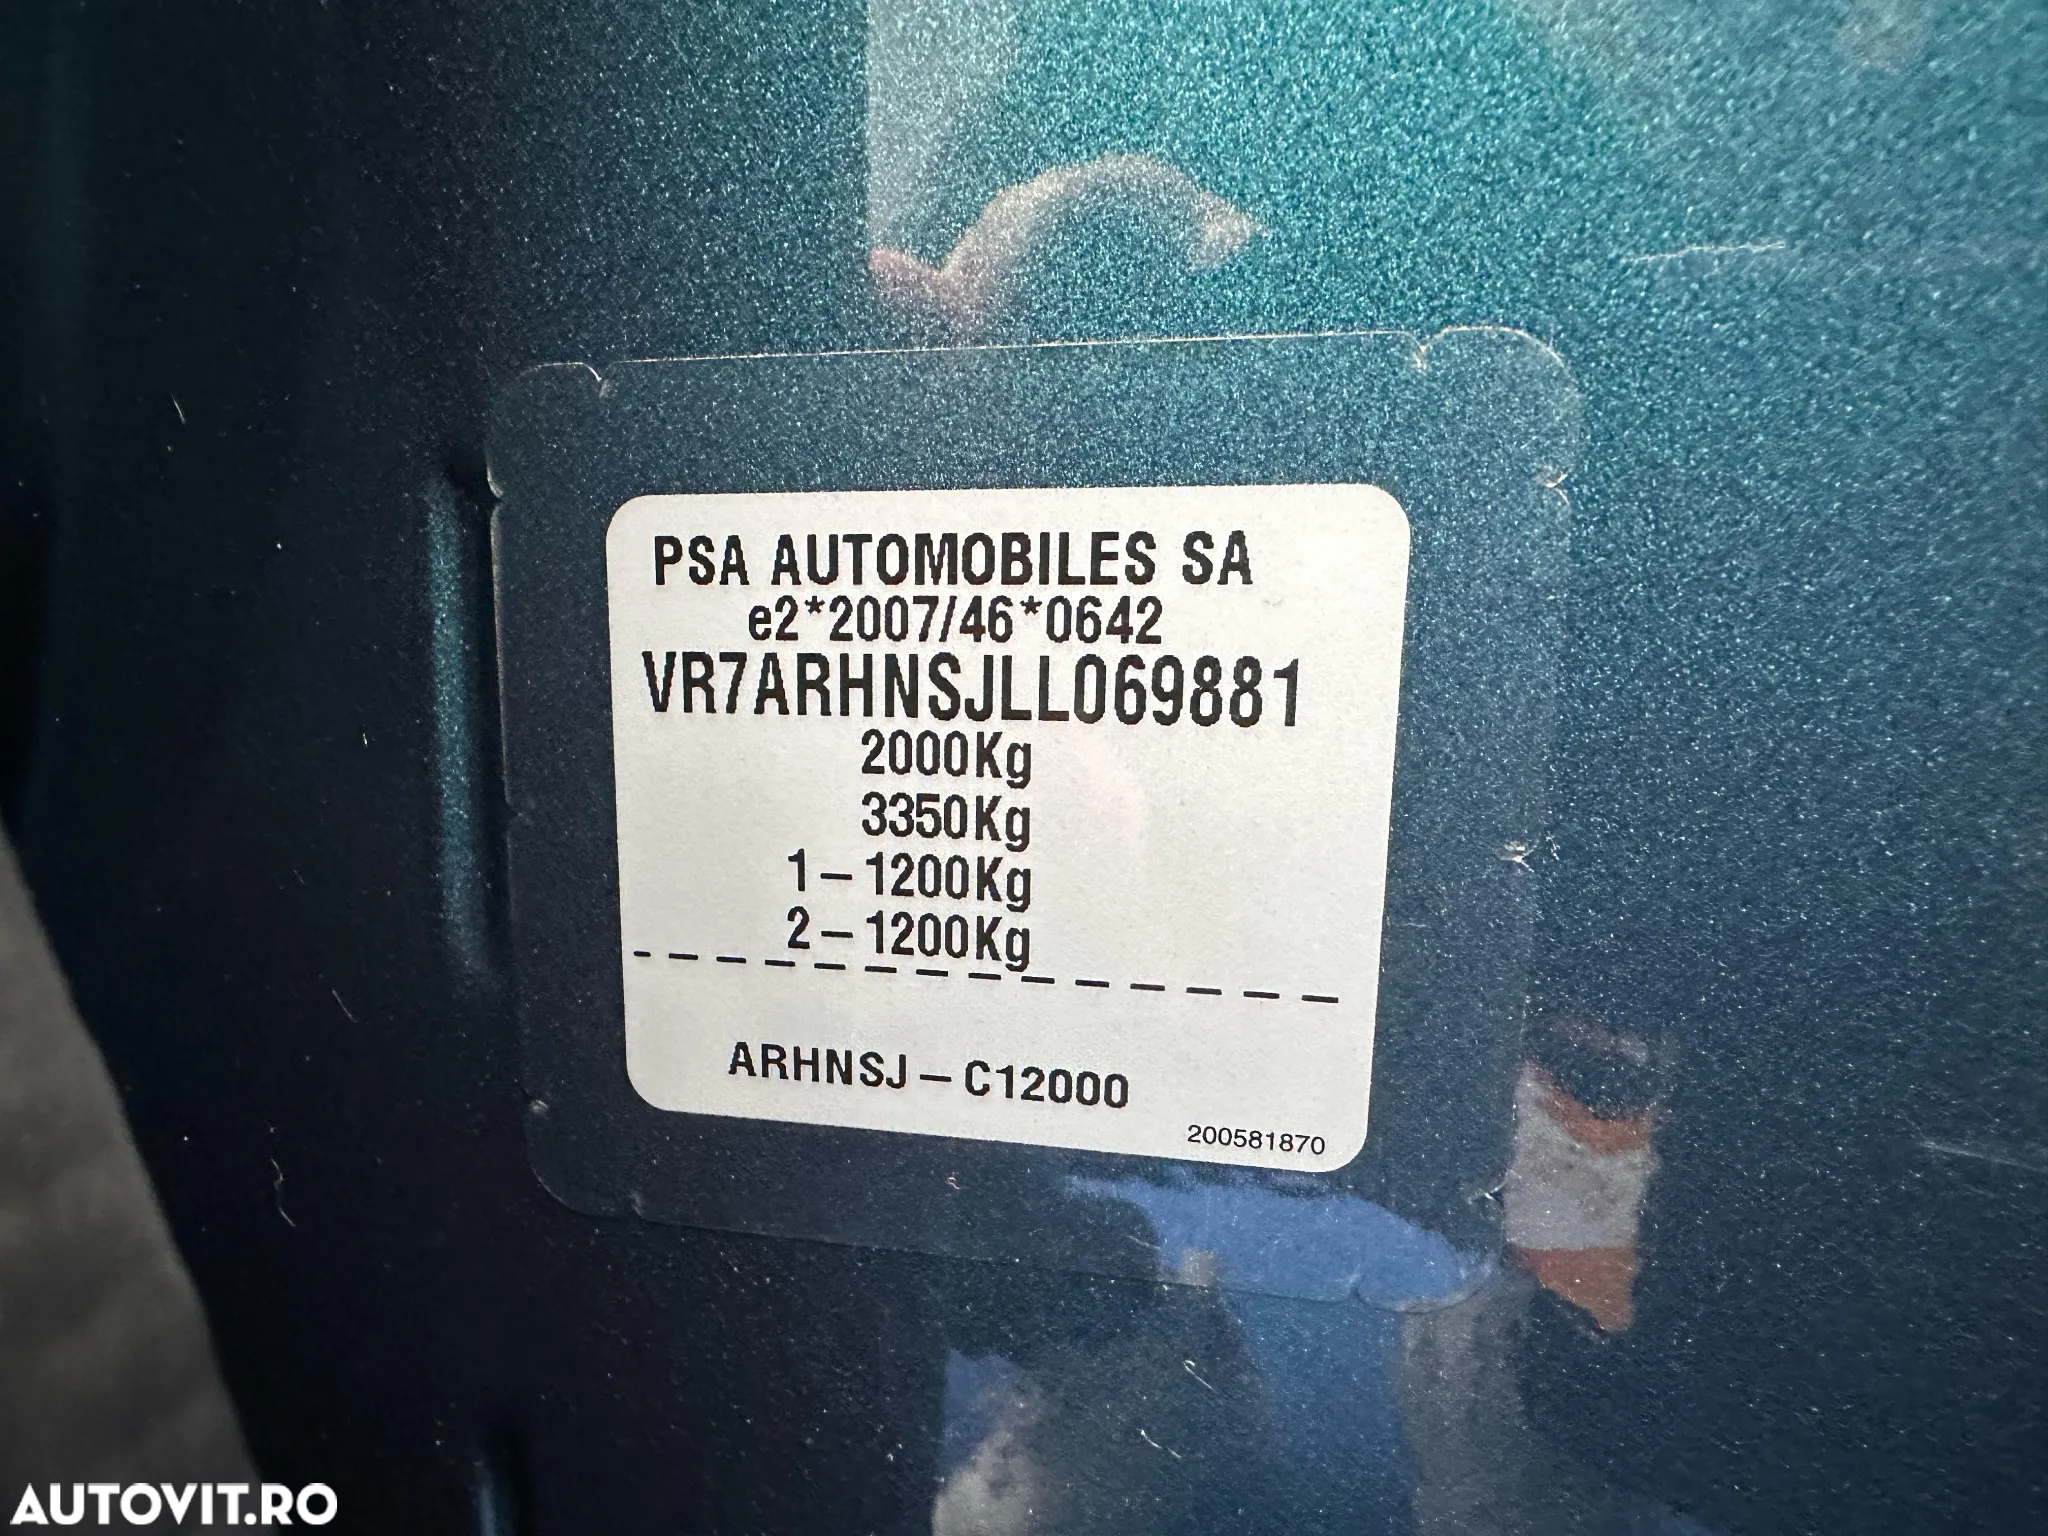 PSA AUTOMOBILES SA
e2*2007/46*0642
VR7ARHNSJLL069881
2000Kg
3350Kg
1-1200Kg
2-1200Kg
ARHNSJ-C12000
200581870
AUTOVIT.RO